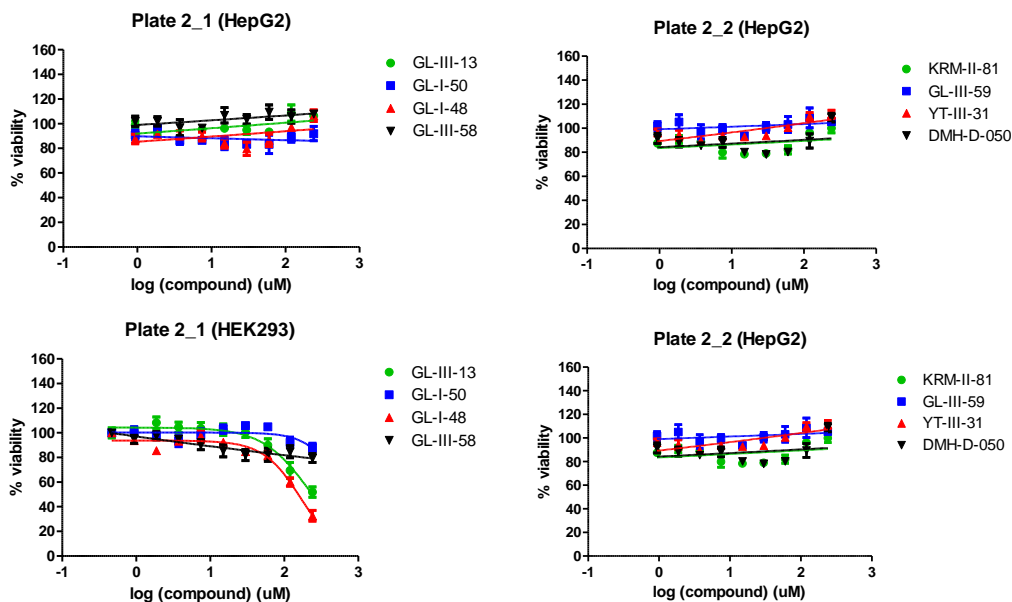 Plate 2_1 (HepG2)
% viability
160
140
120
100
80
60
40
20
0
-1 0 1 2 3
log (compound) (uM)
GL-III-13
GL-I-50
GL-I-48
GL-III-58
Plate 2_2 (HepG2)
% viability
160
140
120
100
80
60
40
20
0
-1 0 1 2 3
log (compound) (uM)
KRM-II-81
GL-III-59
YT-III-31
DMH-D-050
Plate 2_1 (HEK293)
% viability
160
140
120
100
80
60
40
20
0
-1 0 1 2 3
log (compound) (uM)
GL-III-13
GL-I-50
GL-I-48
GL-III-58
Plate 2_2 (HepG2)
% viability
160
140
120
100
80
60
40
20
0
-1 0 1 2 3
log (compound) (uM)
KRM-II-81
GL-III-59
YT-III-31
DMH-D-050